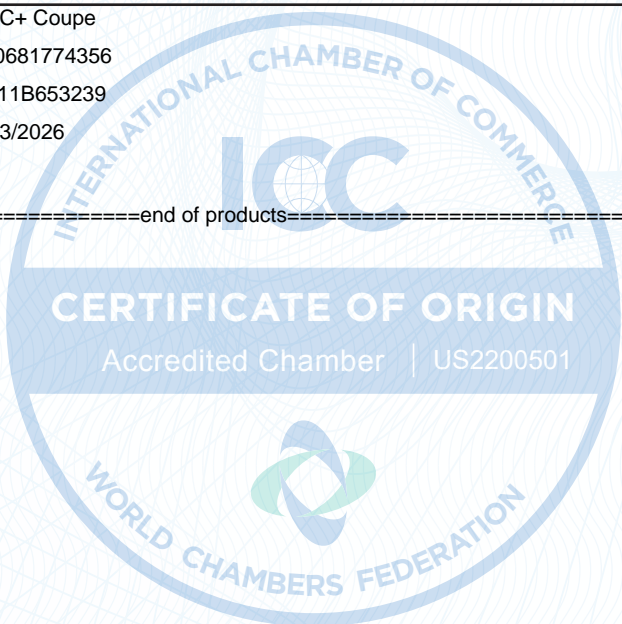 C+ Coupe
0681774356
11B653239
3/2026
===========end of products===========================
INTERNATIONAL CHAMBER OF COMMERCE
ICC
CERTIFICATE OF ORIGIN
Accredited Chamber | US2200501
WORLD CHAMBERS FEDERATION